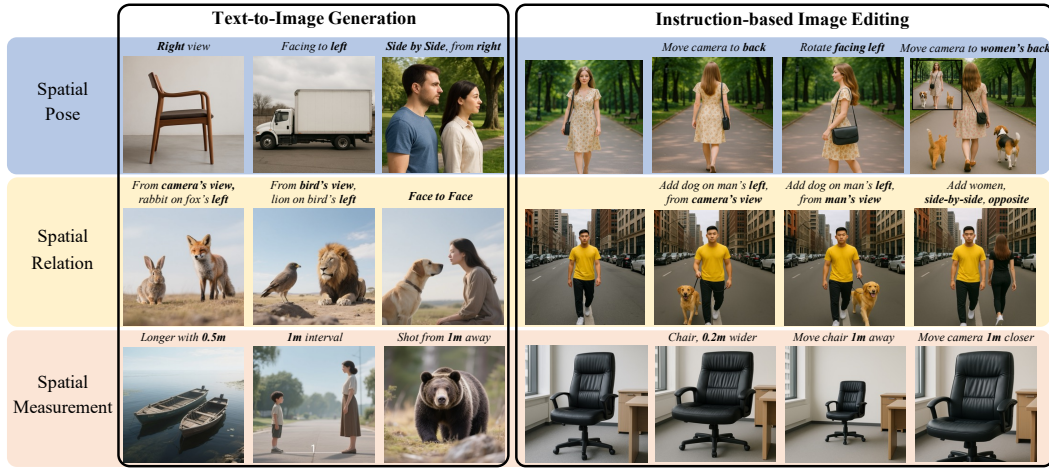 Text-to-Image Generation
Instruction-based Image Editing
Spatial
Pose
Right view
Facing to left
Side by Side, from right
Move camera to back
Rotate facing left
Move camera to women's back
Spatial
Relation
From camera's view,
rabbit on fox's left
From bird's view,
lion on bird's left
Face to Face
Add dog on man's left,
from camera's view
Add dog on man's left,
from man's view
Add women,
side-by-side, opposite
Spatial
Measurement
Longer with 0.5m
1m interval
Shot from 1m away
Chair, 0.2m wider
Move chair 1m away
Move camera 1m closer
1